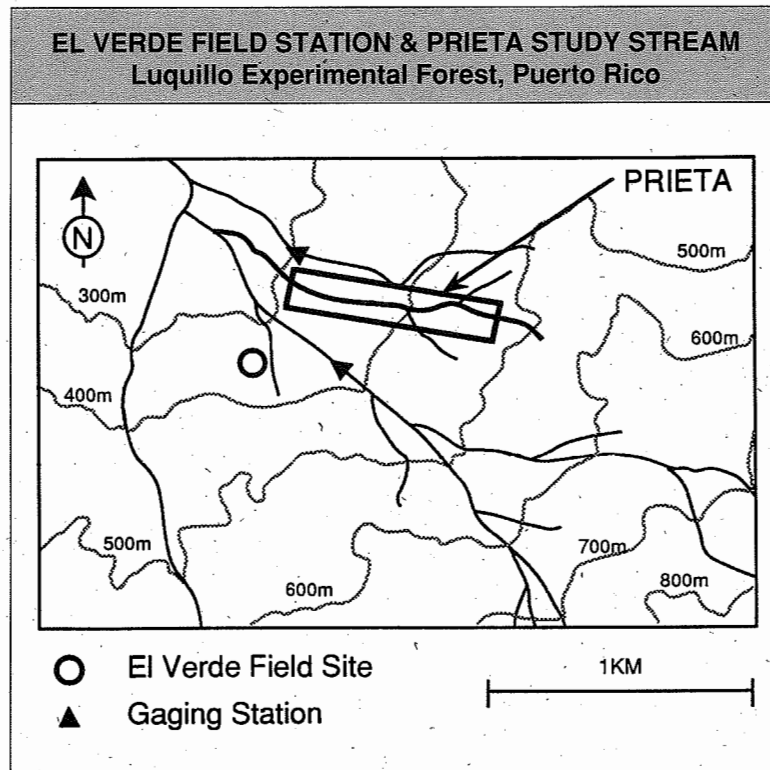 EL VERDE FIELD STATION & PRIETA STUDY STREAM
Luquillo Experimental Forest, Puerto Rico
PRIETA
N
500m
300m
600m
400m
500m
700m
600m
800m
El Verde Field Site
1KM
Gaging Station